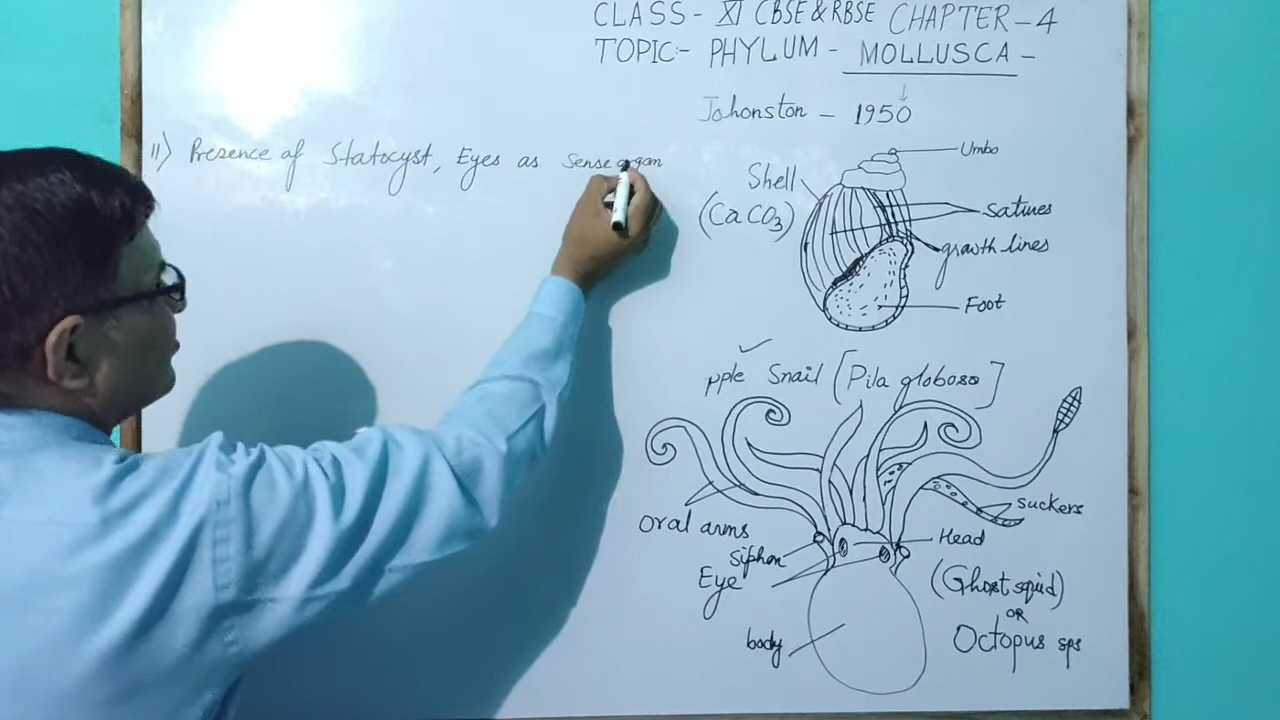 CLASS - XI CBSE & RBSE CHAPTER - 4
TOPIC:- PHYLUM - MOLLUSCA -
Johonston - 1950
11) Presence of Statocyst, Eyes as Sense organ
Umbo
Shell
(CaCO3)
Satures
growth lines
Foot
pple Snail [Pila globosa]
Oral arms
suckers
Siphon
Head
Eye
(Ghost squid)
OR
Octopus sps
body